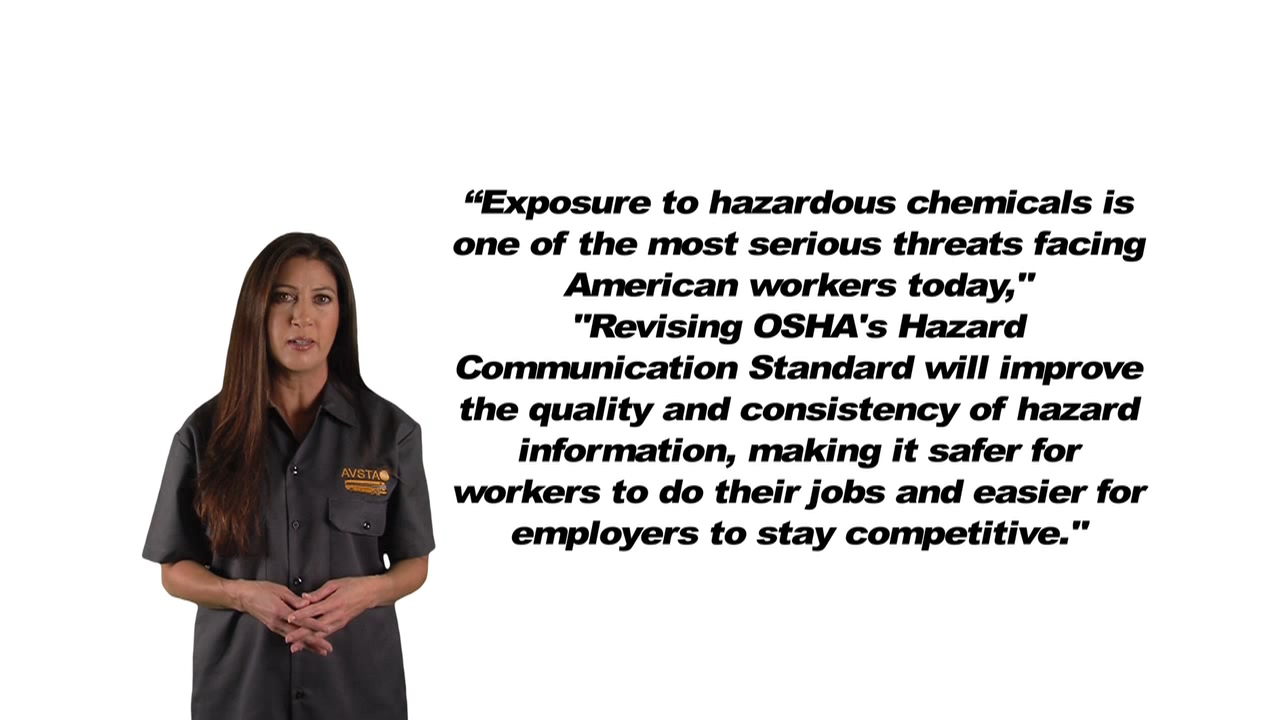 “Exposure to hazardous chemicals is
one of the most serious threats facing
American workers today,"
"Revising OSHA's Hazard
Communication Standard will improve
the quality and consistency of hazard
information, making it safer for
workers to do their jobs and easier for
employers to stay competitive."
AVSTA